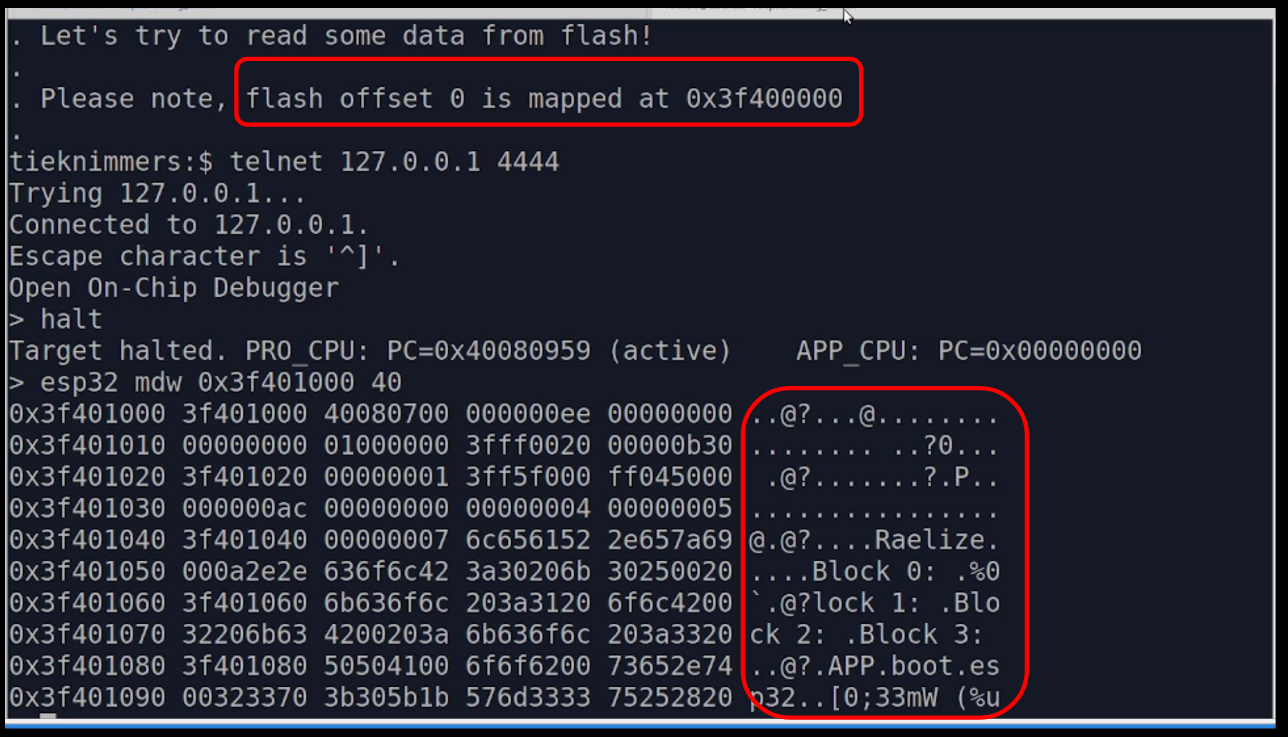 . Let's try to read some data from flash!
.
. Please note, flash offset 0 is mapped at 0x3f400000
.
tieknimmers:$ telnet 127.0.0.1 4444
Trying 127.0.0.1...
Connected to 127.0.0.1.
Escape character is '^]'.
Open On-Chip Debugger
> halt
Target halted. PRO_CPU: PC=0x40080959 (active)    APP_CPU: PC=0x00000000
> esp32 mdw 0x3f401000 40
0x3f401000 3f401000 40080700 000000ee 00000000 ..@?...@........
0x3f401010 00000000 01000000 3fff0020 00000b30 ........ ..?0...
0x3f401020 3f401020 00000001 3ff5f000 ff045000  .@?.......?.P..
0x3f401030 000000ac 00000000 00000004 00000005 ................
0x3f401040 3f401040 00000007 6c656152 2e657a69 @.@?....Raelize.
0x3f401050 000a2e2e 636f6c42 3a30206b 30250020 ....Block 0: .%0
0x3f401060 3f401060 6b636f6c 203a3120 6f6c4200 `.@?lock 1: .Blo
0x3f401070 32206b63 4200203a 6b636f6c 203a3320 ck 2: .Block 3: 
0x3f401080 3f401080 50504100 6f6f6200 73652e74 ..@?.APP.boot.es
0x3f401090 00323370 3b305b1b 576d3333 75252820 p32..[0;33mW (%u